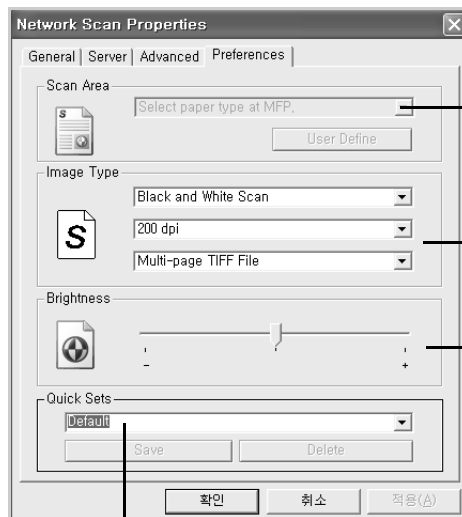 Network Scan Properties
General Server Advanced Preferences
Scan Area
Select paper type at MFP,
User Define
Image Type
Black and White Scan
200 dpi
Multi-page TIFF File
Brightness
- +
Quick Sets
Default
Save Delete
확인 취소 적용(A)